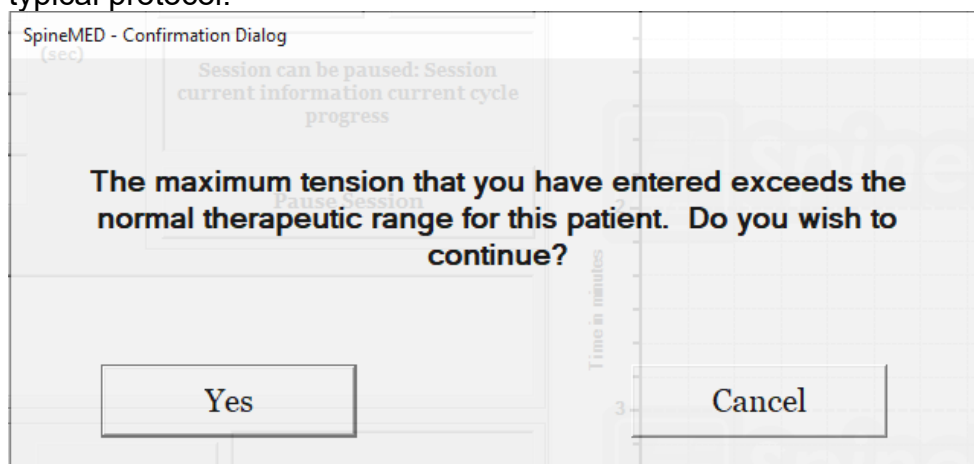 typical protocol.
SpineMED - Confirmation Dialog
(sec)
Session can be paused: Session
current information current cycle
progress
The maximum tension that you have entered exceeds the
Pause Session
normal therapeutic range for this patient.  Do you wish to
2
continue?
Time in minutes
Yes
Cancel
3
Spine